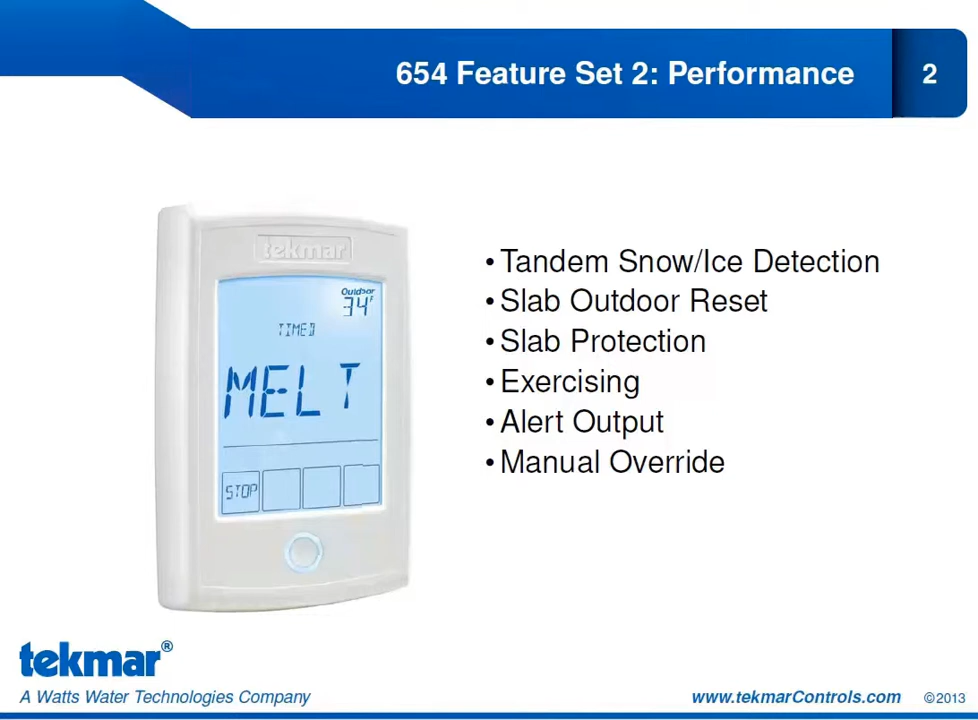 654 Feature Set 2: Performance
2
tekmar
Outdoor
34°F
TIMED
MELT
STOP
• Tandem Snow/Ice Detection
• Slab Outdoor Reset
• Slab Protection
• Exercising
• Alert Output
• Manual Override
tekmar®
A Watts Water Technologies Company
www.tekmarControls.com ©2013